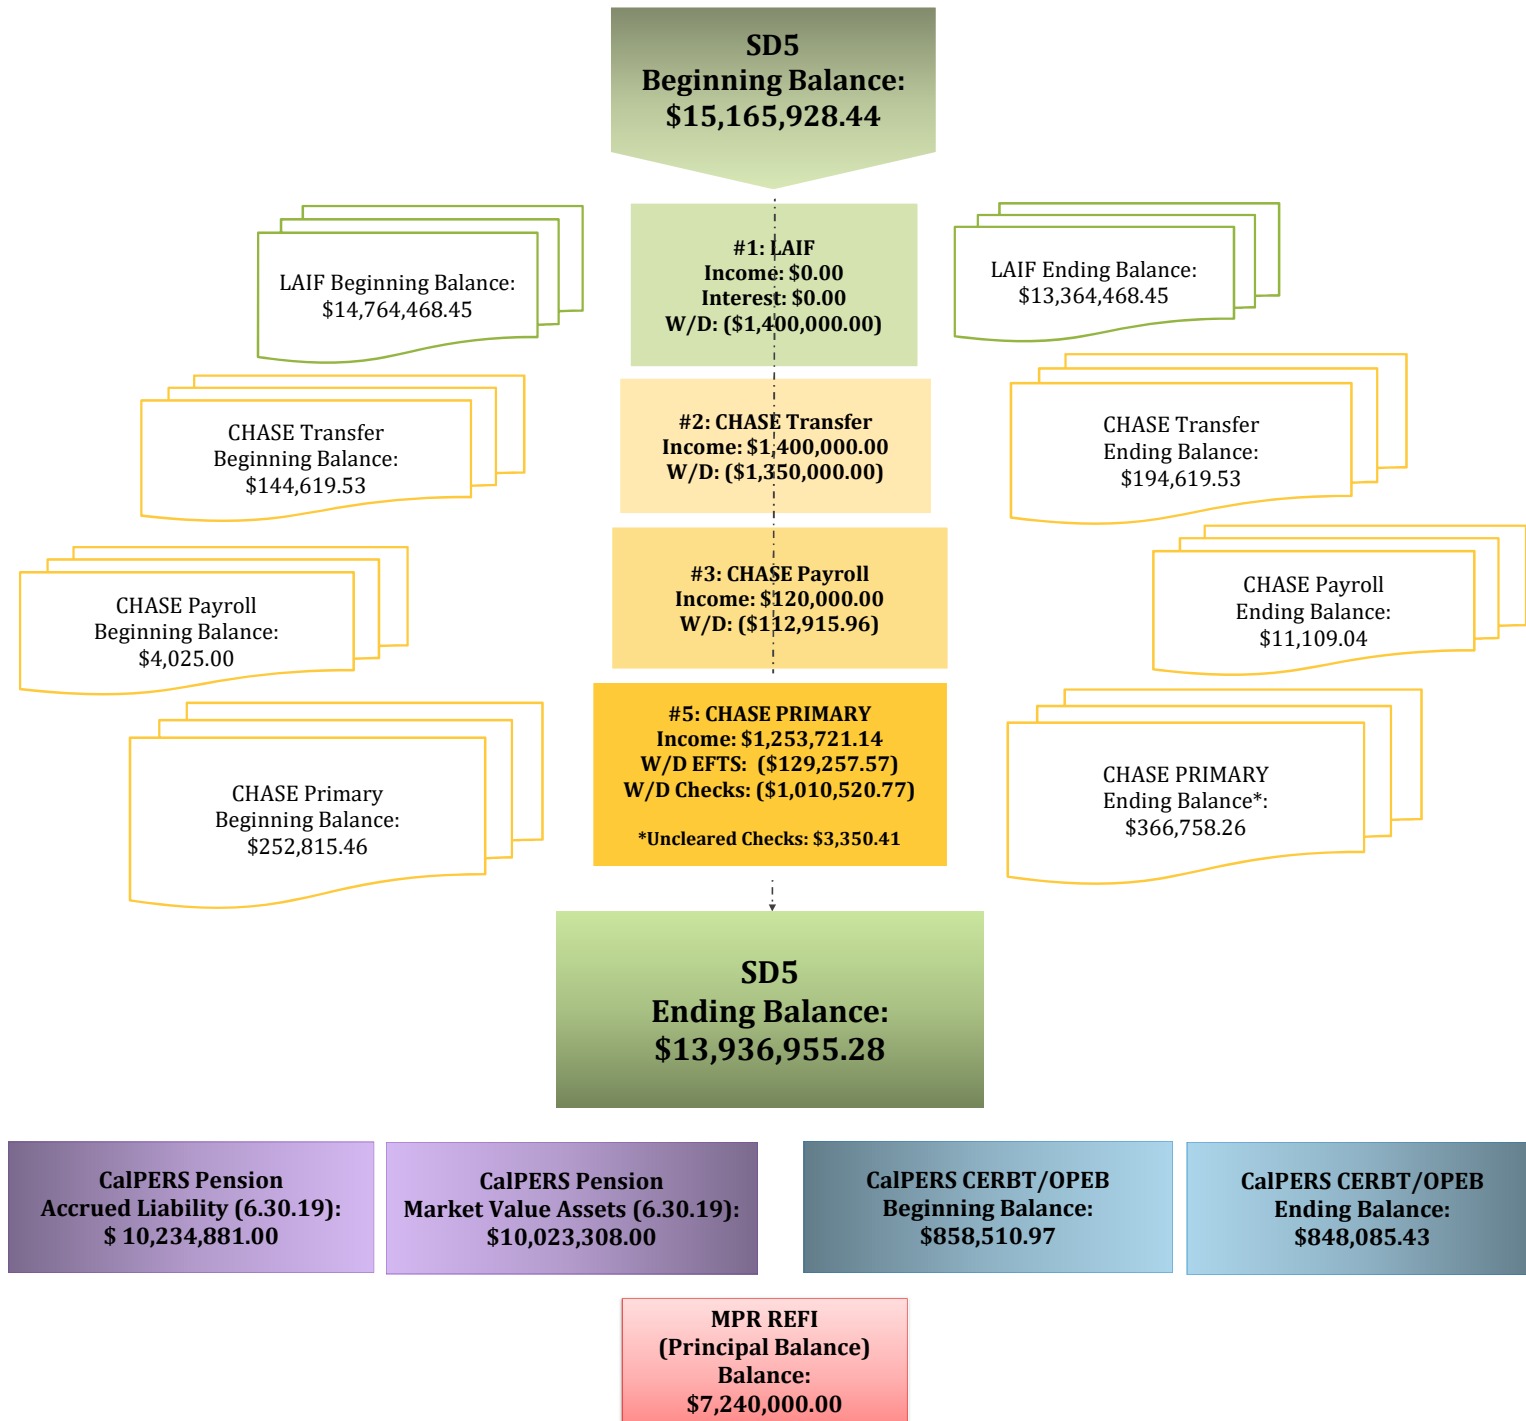 SD5
Beginning Balance:
$15,165,928.44
LAIF Beginning Balance:
$14,764,468.45
#1: LAIF
Income: $0.00
Interest: $0.00
W/D: ($1,400,000.00)
LAIF Ending Balance:
$13,364,468.45
CHASE Transfer
Beginning Balance:
$144,619.53
#2: CHASE Transfer
Income: $1,400,000.00
W/D: ($1,350,000.00)
CHASE Transfer
Ending Balance:
$194,619.53
CHASE Payroll
Beginning Balance:
$4,025.00
#3: CHASE Payroll
Income: $120,000.00
W/D: ($112,915.96)
CHASE Payroll
Ending Balance:
$11,109.04
CHASE Primary
Beginning Balance:
$252,815.46
#5: CHASE PRIMARY
Income: $1,253,721.14
W/D EFTS:  ($129,257.57)
W/D Checks: ($1,010,520.77)
*Uncleared Checks: $3,350.41
CHASE PRIMARY
Ending Balance*:
$366,758.26
SD5
Ending Balance:
$13,936,955.28
CalPERS Pension
Accrued Liability (6.30.19):
$ 10,234,881.00
CalPERS Pension
Market Value Assets (6.30.19):
$10,023,308.00
CalPERS CERBT/OPEB
Beginning Balance:
$858,510.97
CalPERS CERBT/OPEB
Ending Balance:
$848,085.43
MPR REFI
(Principal Balance)
Balance:
$7,240,000.00